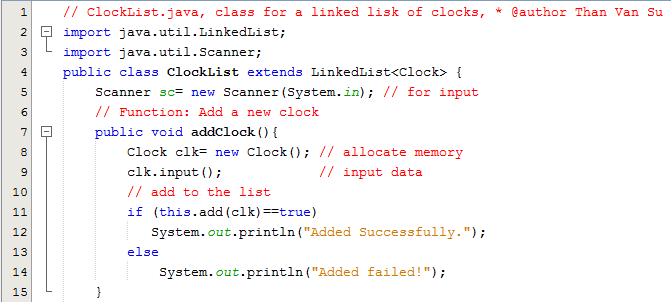 1 // ClockList.java, class for a linked lisk of clocks, * @author Than Van Su
2 import java.util.LinkedList;
3 import java.util.Scanner;
4 public class ClockList extends LinkedList<Clock> {
5 Scanner sc= new Scanner(System.in); // for input
6 // Function: Add a new clock
7 public void addClock(){
8 Clock clk= new Clock(); // allocate memory
9 clk.input(); // input data
10 // add to the list
11 if (this.add(clk)==true)
12 System.out.println("Added Successfully.");
13 else
14 System.out.println("Added failed!");
15 }